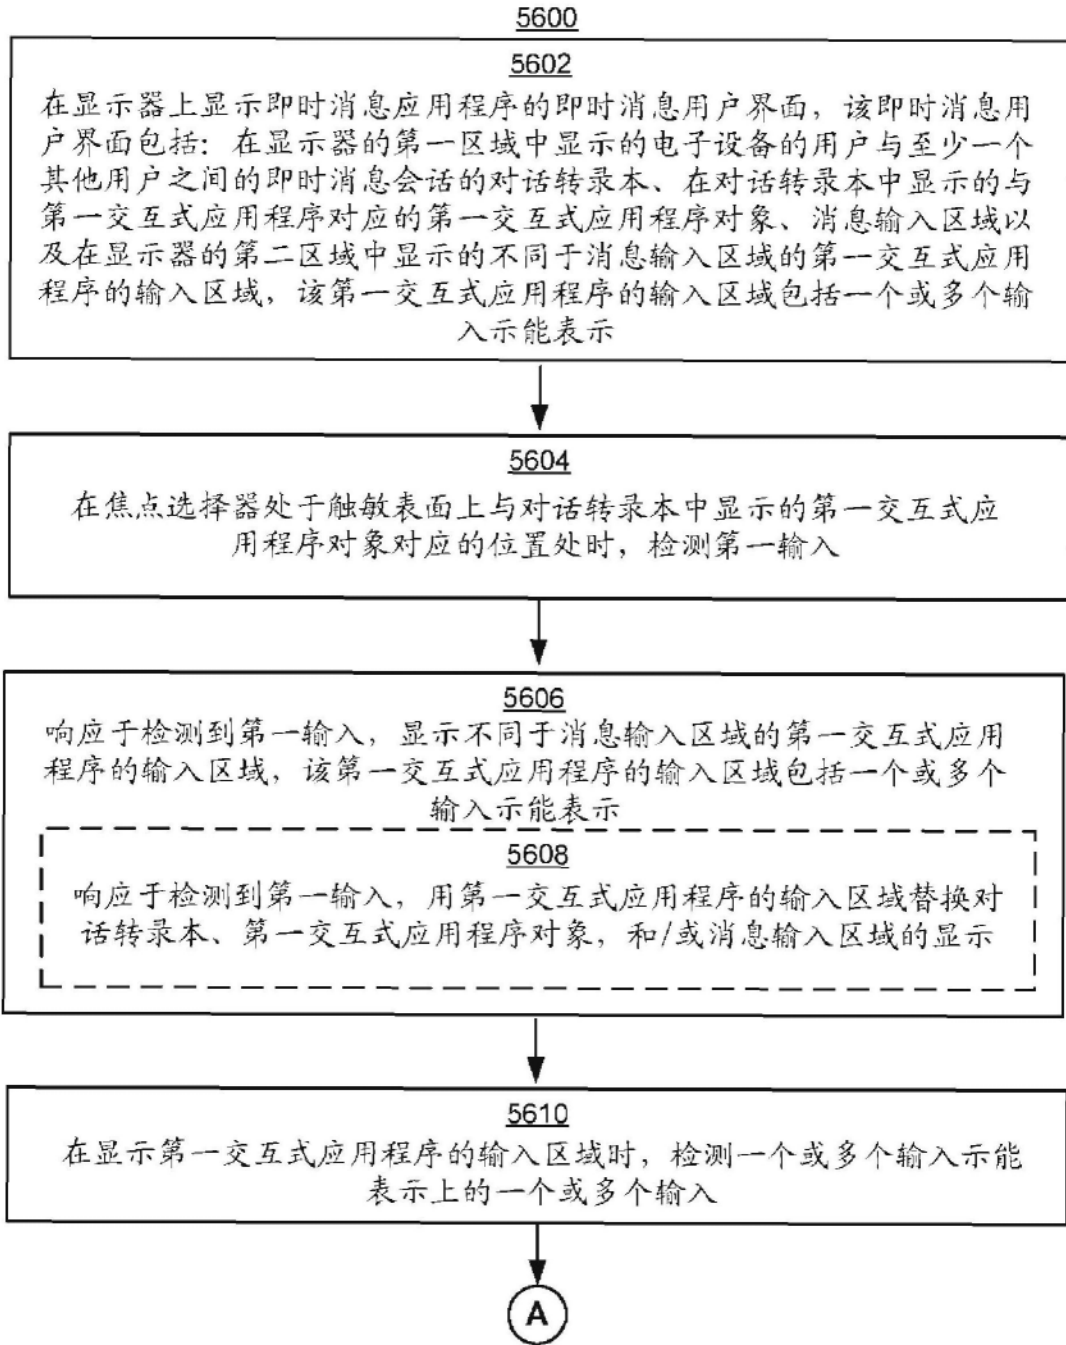 5600
5602
在显示器上显示即时消息应用程序的即时消息用户界面，该即时消息用
户界面包括：在显示器的第一区域中显示的电子设备的用户与至少一个
其他用户之间的即时消息会话的对话转录本、在对话转录本中显示的与
第一交互式应用程序对应的第一交互式应用程序对象、消息输入区域以
及在显示器的第二区域中显示的不同于消息输入区域的第一交互式应用
程序的输入区域，该第一交互式应用程序的输入区域包括一个或多个输
入示能表示
5604
在焦点选择器处于触敏表面上与对话转录本中显示的第一交互式应
用程序对象对应的位置处时，检测第一输入
5606
响应于检测到第一输入，显示不同于消息输入区域的第一交互式应用
程序的输入区域，该第一交互式应用程序的输入区域包括一个或多个
输入示能表示
5608
响应于检测到第一输入，用第一交互式应用程序的输入区域替换对
话转录本、第一交互式应用程序对象，和/或消息输入区域的显示
5610
在显示第一交互式应用程序的输入区域时，检测一个或多个输入示能
表示上的一个或多个输入
A